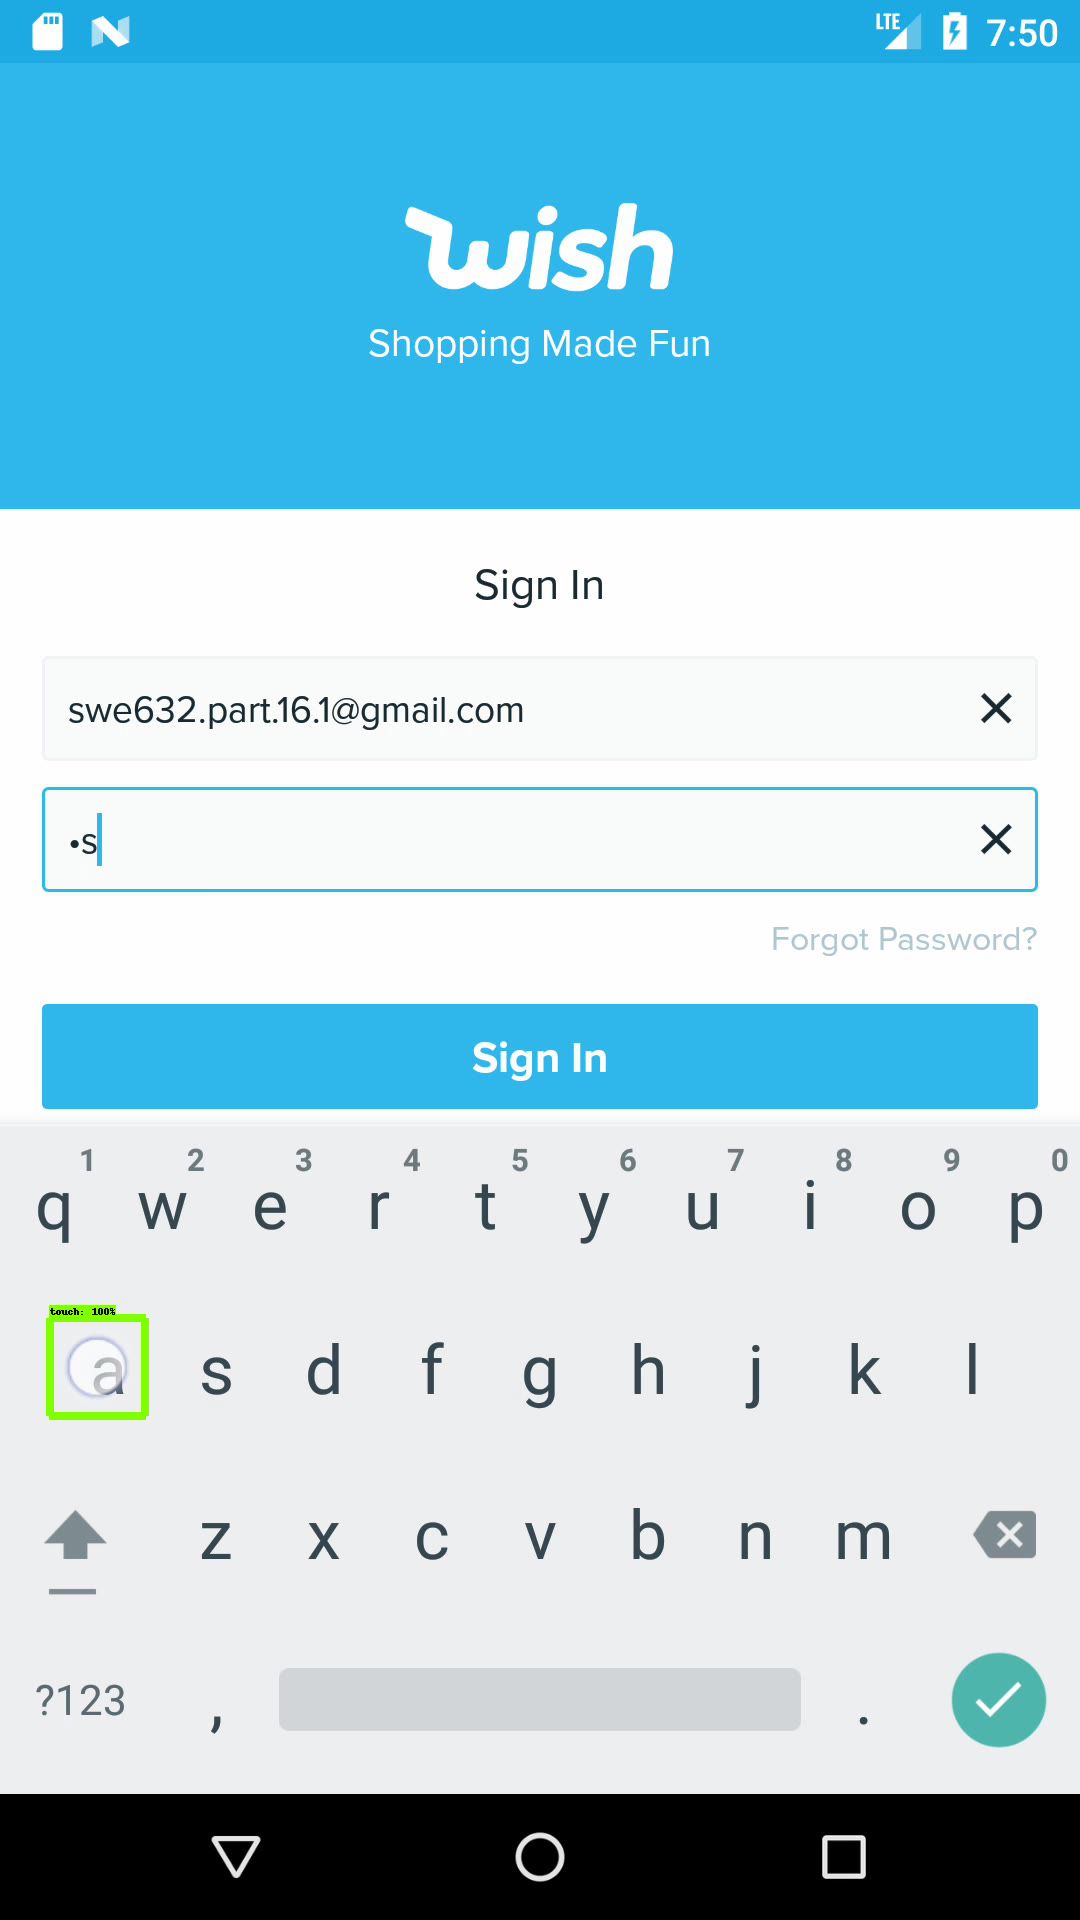 LTE 7:50
wish
Shopping Made Fun
Sign In
swe632.part.16.1@gmail.com
•s
Forgot Password?
Sign In
1 2 3 4 5 6 7 8 9 0
q w e r t y u i o p
touch: 100%
a s d f g h j k l
z x c v b n m
?123 , .